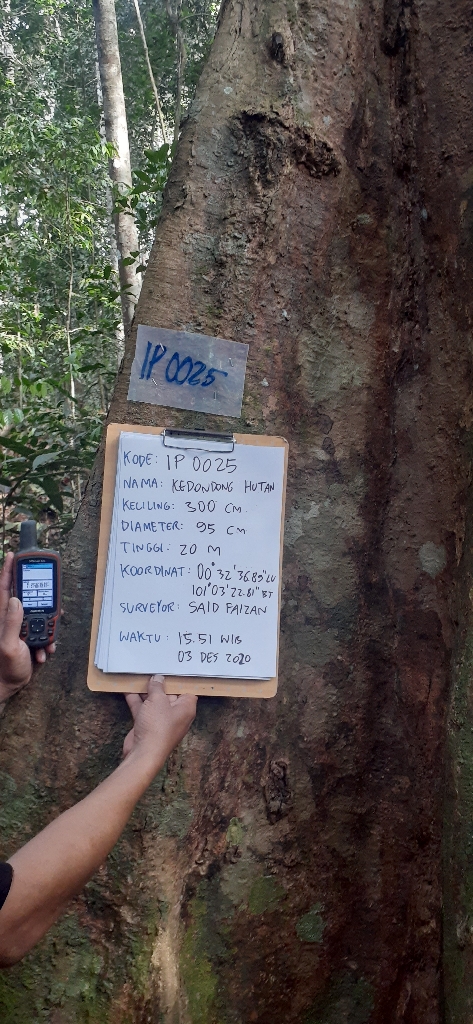 IP 0025
KODE: IP 0025
NAMA: KEDONDONG HUTAN
KELILING: 300 CM
DIAMETER: 95 CM
TINGGI: 20 M
KOORDINAT: 00°32'36.85" LU
101°03'22.81" BT
SURVEYOR: SAID FAIZAN
WAKTU: 15.51 WIB
03 DES 2020